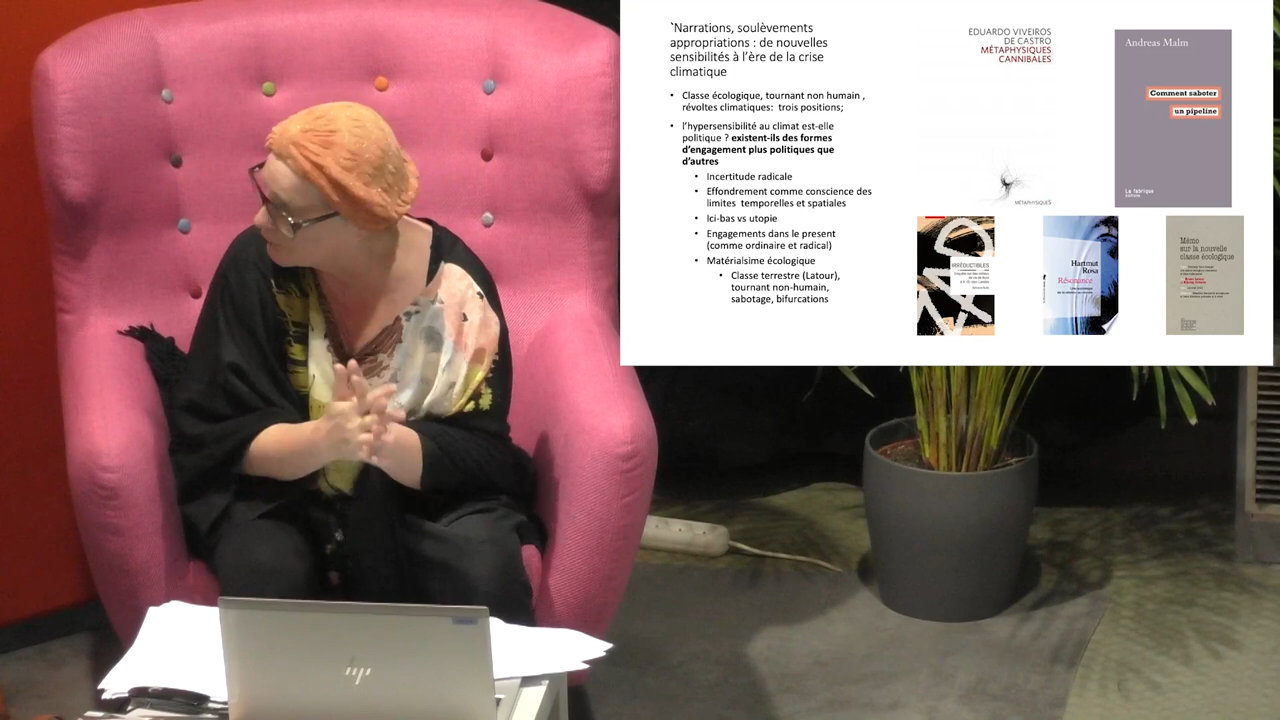 `Narrations, soulèvements
appropriations : de nouvelles
sensibilités à l'ère de la crise
climatique
• Classe écologique, tournant non humain ,
révoltes climatiques: trois positions;
• l'hypersensibilité au climat est-elle
politique ? existent-ils des formes
d'engagement plus politiques que
d'autres
• Incertitude radicale
• Effondrement comme conscience des
limites temporelles et spatiales
• Ici-bas vs utopie
• Engagements dans le present
(comme ordinaire et radical)
• Matérialsime écologique
• Classe terrestre (Latour),
tournant non-humain,
sabotage, bifurcations
EDUARDO VIVEIROS
DE CASTRO
MÉTAPHYSIQUES
CANNIBALES
MÉTAPHYSIQUES
Andreas Malm
Comment saboter
un pipeline
La fabrique
éditions
ZAD
IRRÉDUCTIBLES
Hartmut
Rosa
Résonance
Mémo
sur la nouvelle
classe écologique
hp